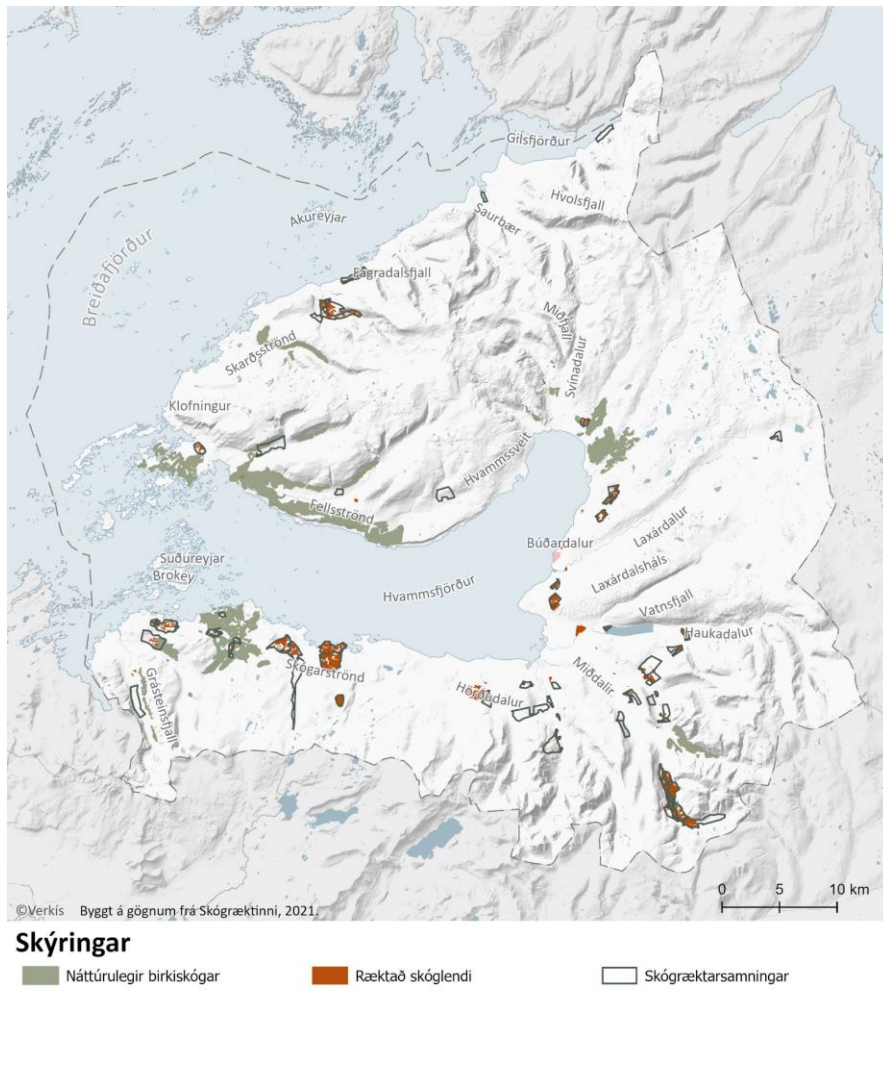 Gilsfjörður
Hvolsfjall
Saurbær
Akureyjar
Breiðafjörður
Fagradalsfjall
Miðfjall
Svínadalur
Skarðsströnd
Klofningur
Hvammssveit
Fellsströnd
Búðardalur
Laxárdalur
Suðureyjar
Brokey
Laxárdalsháls
Hvammsfjörður
Vatnsfjall
Haukadalur
Miðdalir
Skógarströnd
Grásteinsfjall
Hörðudalur
0 5 10 km
©Verkís Byggt á gögnum frá Skógræktinni, 2021.
Skýringar
Náttúrulegir birkiskógar Ræktað skóglendi Skógræktarsamningar